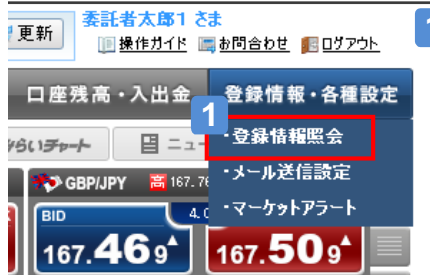 委託者太郎1 さま
更新
操作ガイド お問合わせ ログアウト
1
口座残高・入出金 登録情報・各種設定
1
・登録情報照会
らいチャート ニュー
・メール送信設定
GBP/JPY 高 167.76
・マーケットアラート
BID 4.0
167.469 167.509